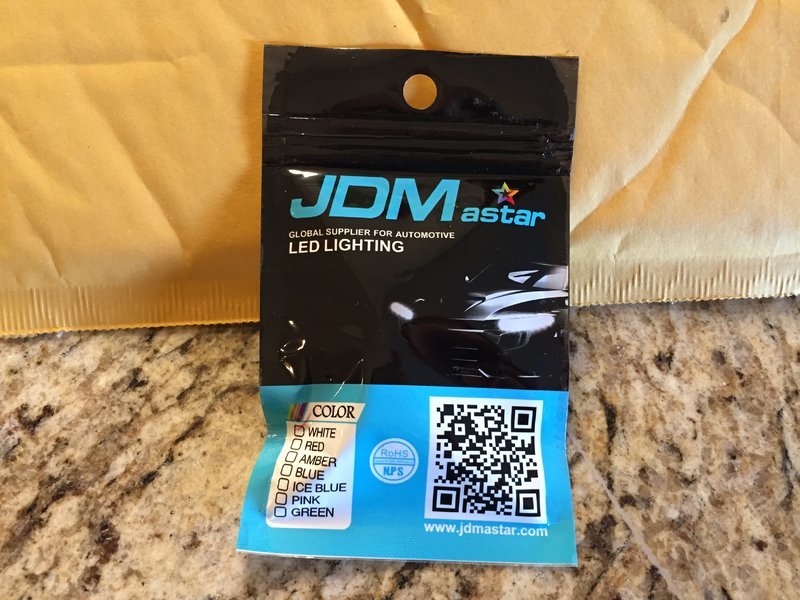 JDM astar
GLOBAL SUPPLIER FOR AUTOMOTIVE
LED LIGHTING
COLOR
WHITE
RED
AMBER
BLUE
ICE BLUE
PINK
GREEN
RoHS
N.P.S
www.jdmastar.com